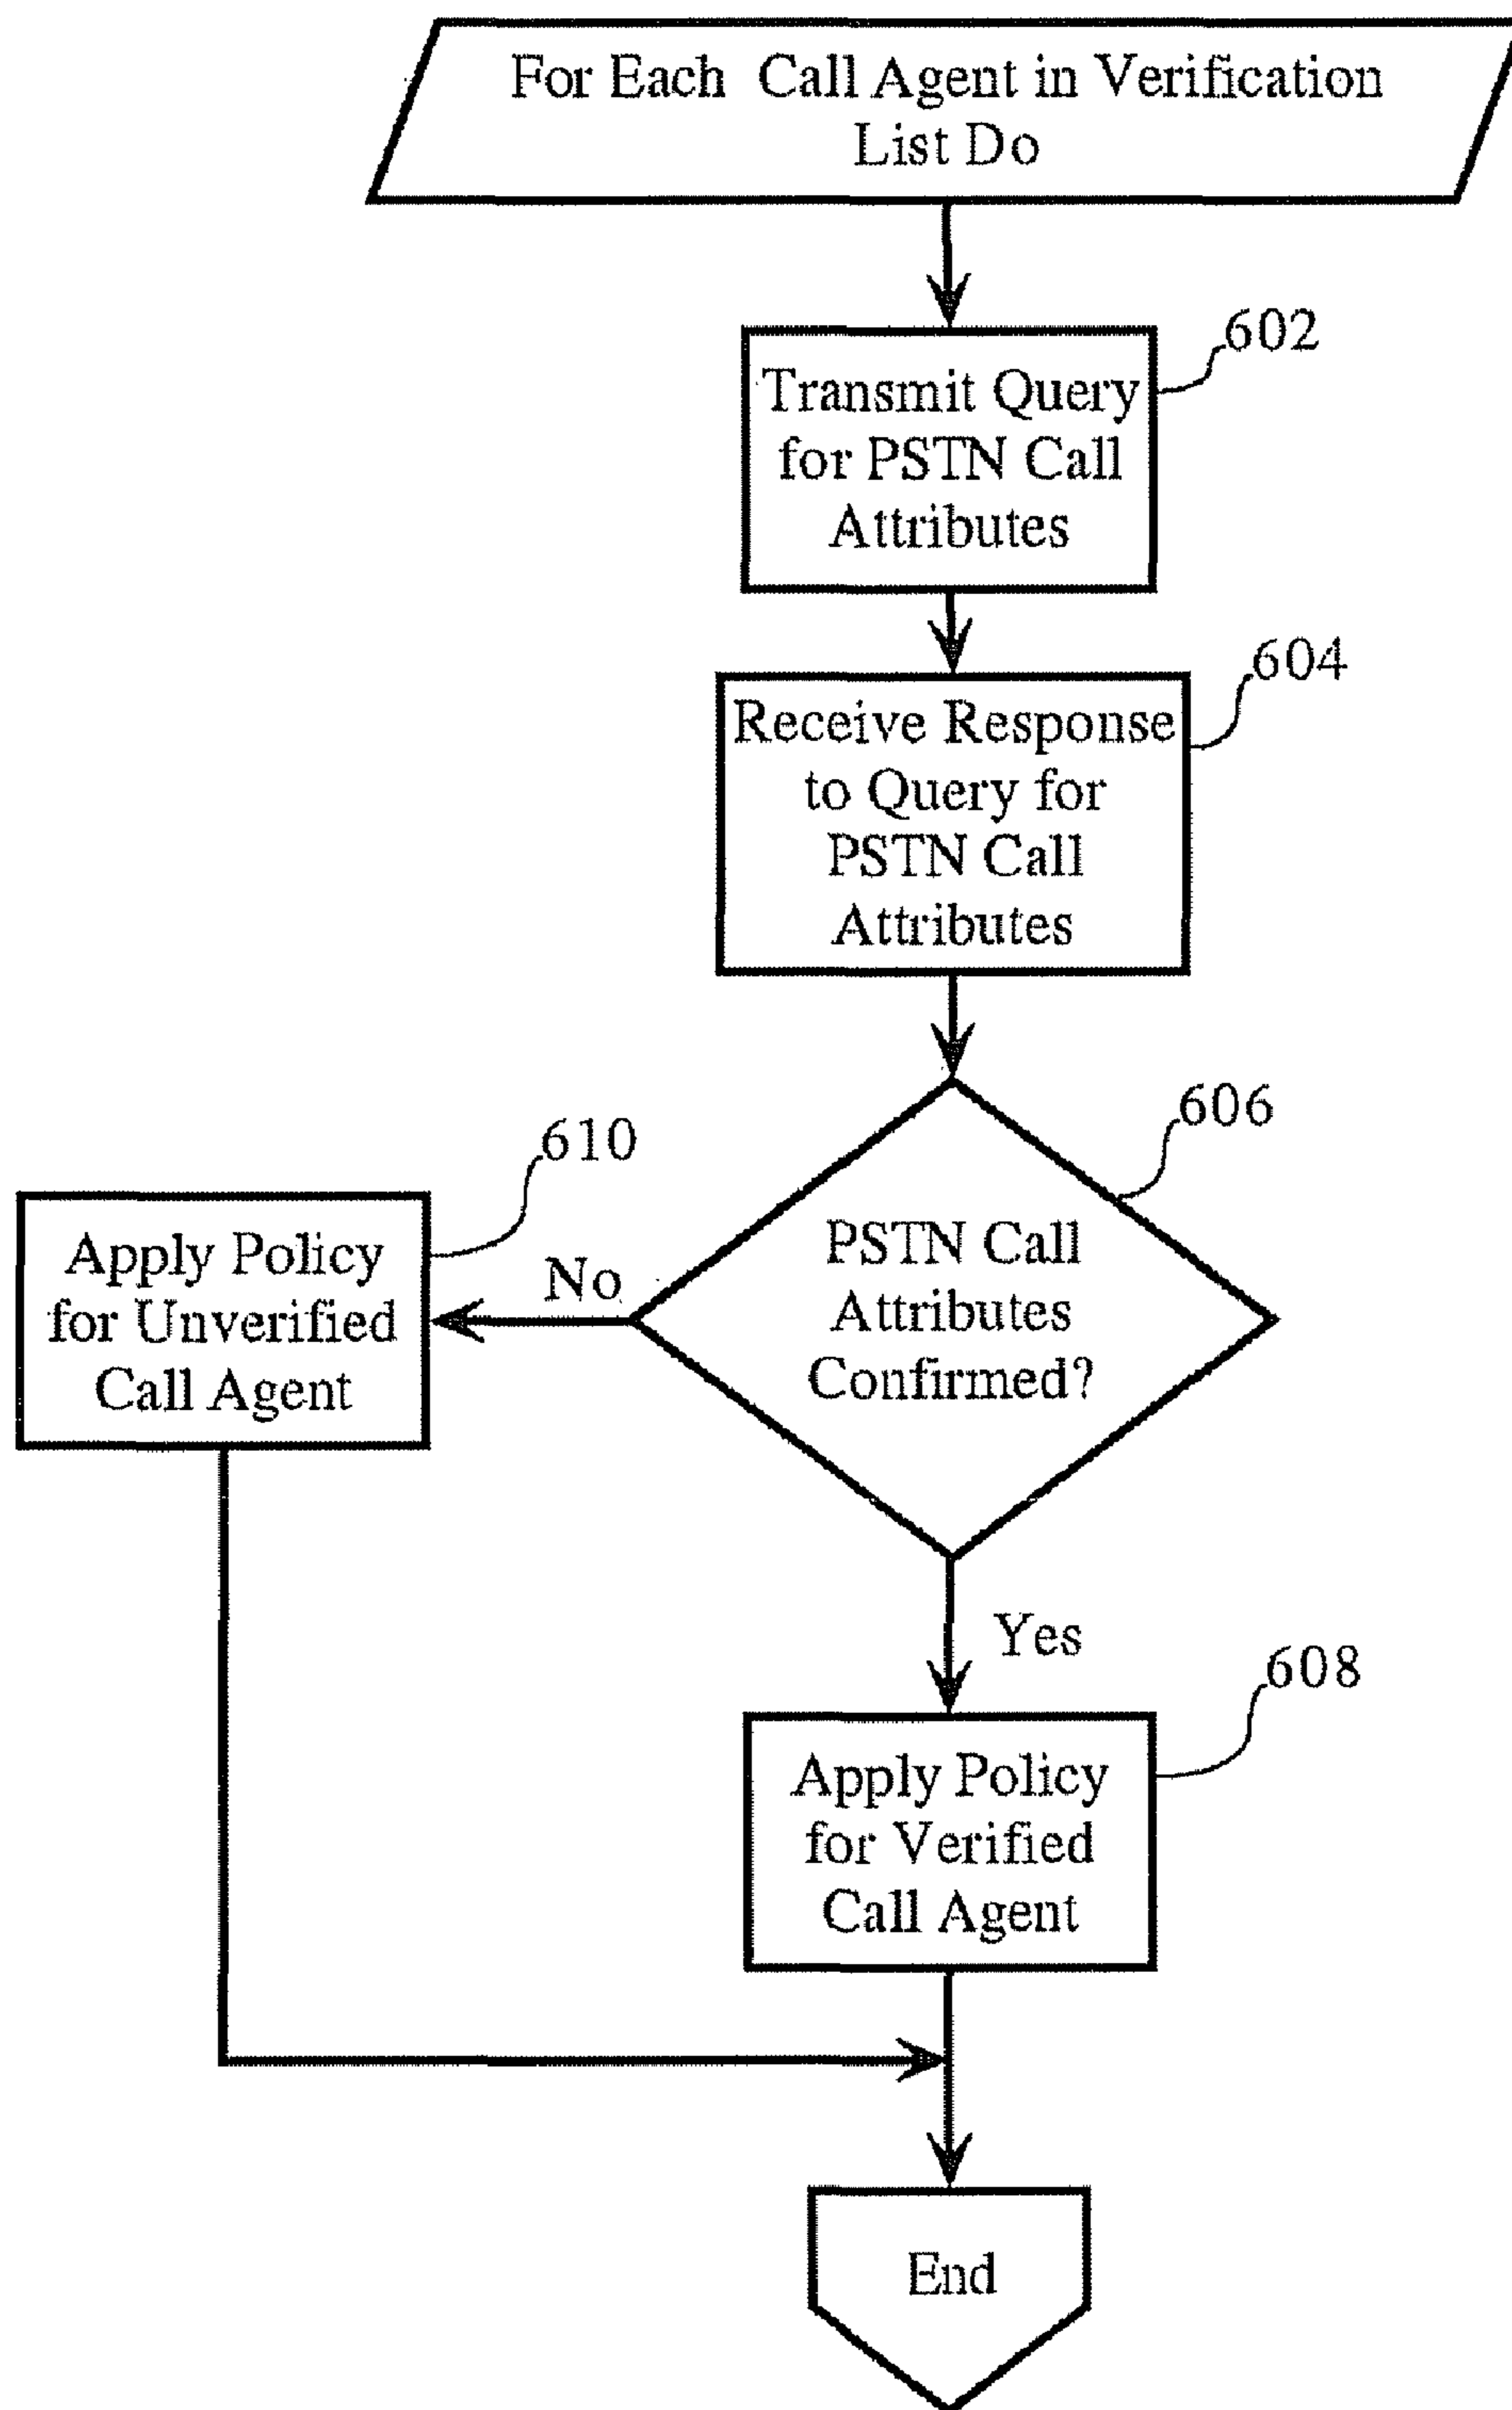 For Each Call Agent in Verification
List Do
602
Transmit Query
for PSTN Call
Attributes
604
Receive Response
to Query for
PSTN Call
Attributes
606
PSTN Call
Attributes
Confirmed?
610
No
Apply Policy
for Unverified
Call Agent
Yes
608
Apply Policy
for Verified
Call Agent
End